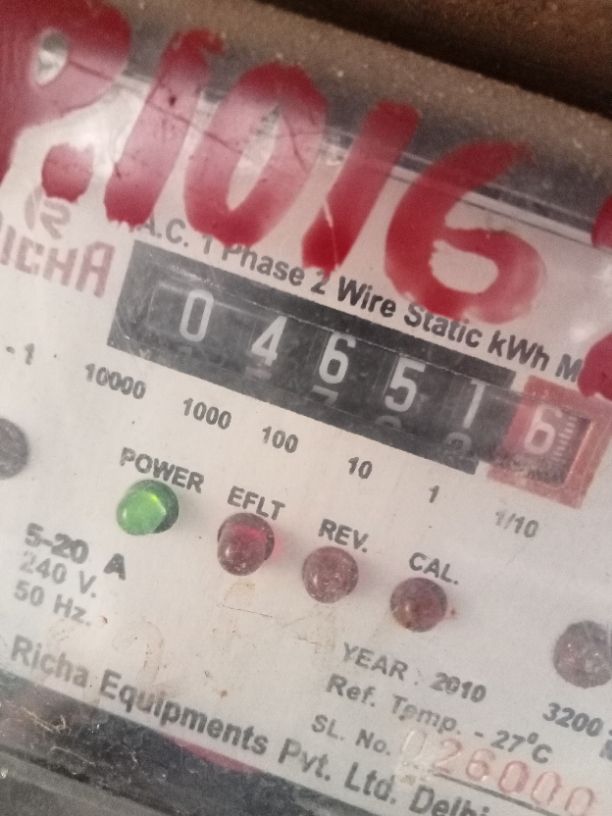 P.1016
RICHA
A.C. 1 Phase 2 Wire Static kWh M
0 4 6 5 1 6
10000 1000 100 10 1 1/10
POWER EFLT REV. CAL.
5-20 A
240 V.
50 Hz.
YEAR : 2010
Ref. Temp. - 27°C
SL. No. 026000
3200
Richa Equipments Pvt. Ltd. Delhi